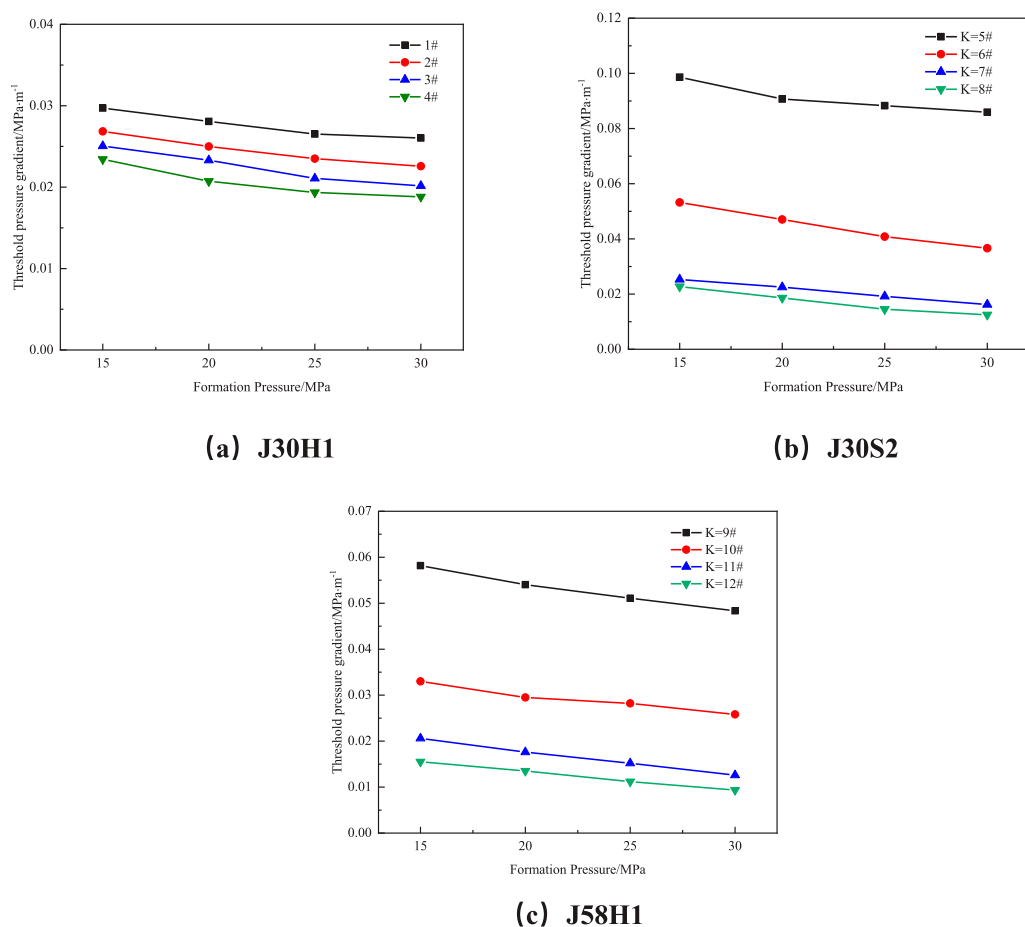 0.04
0.03
0.02
0.01
0.00
Threshold pressure gradient/MPa·m⁻¹
1#
2#
3#
4#
15 20 25 30
Formation Pressure/MPa
(a) J30H1
0.12
0.10
0.08
0.06
0.04
0.02
0.00
Threshold pressure gradient/MPa·m⁻¹
K=5#
K=6#
K=7#
K=8#
15 20 25 30
Formation Pressure/MPa
(b) J30S2
0.07
0.06
0.05
0.04
0.03
0.02
0.01
0.00
Threshold pressure gradient/MPa·m⁻¹
K=9#
K=10#
K=11#
K=12#
15 20 25 30
Formation Pressure/MPa
(c) J58H1